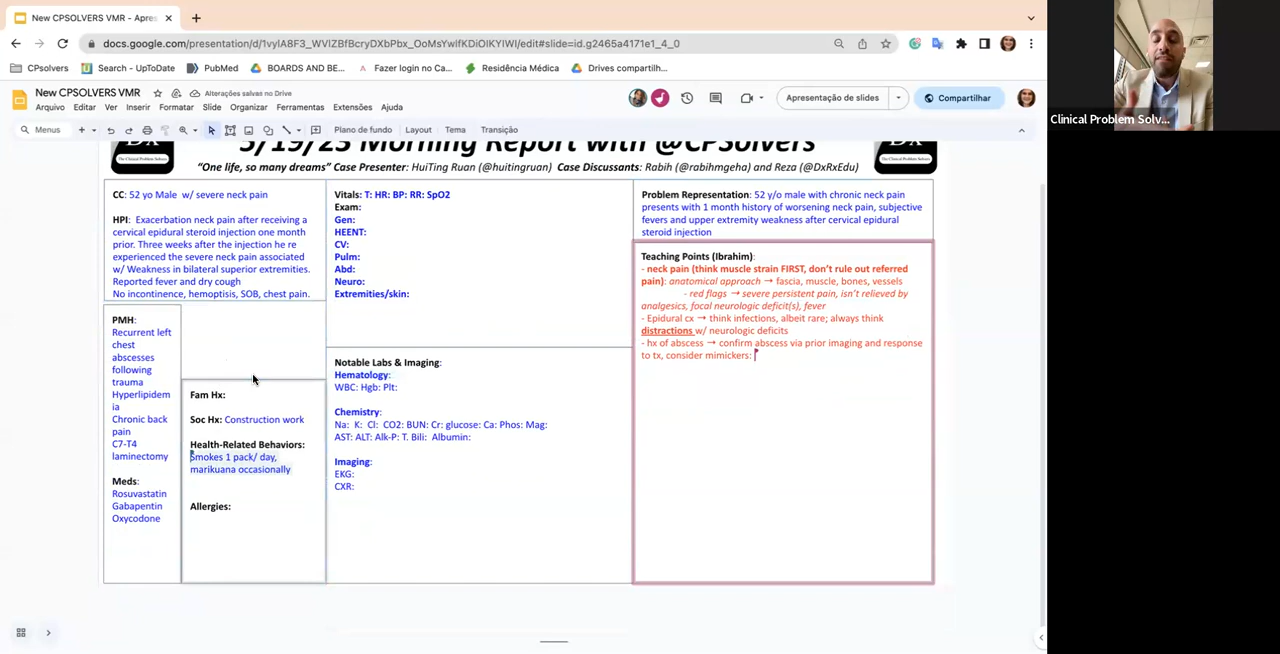 New CPSOLVERS VMR - Apres
docs.google.com/presentation/d/1vyIA8F3_WVIZBfBcryDXbPbx_OoMsYwifKDiOIKYIWI/edit#slide=id.g2465a4171e1_4_0
CPsolvers
Search - UpToDate
PubMed
BOARDS AND BE...
Fazer login no Ca...
Residência Médica
Drives compartilh...
New CPSOLVERS VMR
Alterações salvas no Drive
Arquivo Editar Ver Inserir Formatar Slide Organizar Ferramentas Extensões Ajuda
Apresentação de slides
Compartilhar
Menus
Plano de fundo Layout Tema Transição
Clinical Problem Solv...
Dx
The Clinical Problem Solvers
5/19/23 Morning Report with @CPSolvers
Dx
The Clinical Problem Solvers
"One life, so many dreams" Case Presenter: HuiTing Ruan (@huitingruan) Case Discussants: Rabih (@rabihmgeha) and Reza (@DxRxEdu)
CC: 52 yo Male w/ severe neck pain
HPI: Exacerbation neck pain after receiving a
cervical epidural steroid injection one month
prior. Three weeks after the injection he re
experienced the severe neck pain associated
w/ Weakness in bilateral superior extremities.
Reported fever and dry cough
No incontinence, hemoptisis, SOB, chest pain.
PMH:
Recurrent left
chest
abscesses
following
trauma
Hyperlipidem
ia
Chronic back
pain
C7-T4
laminectomy
Meds:
Rosuvastatin
Gabapentin
Oxycodone
Fam Hx:
Soc Hx: Construction work
Health-Related Behaviors:
Smokes 1 pack/ day,
marikuana occasionally
Allergies:
Vitals: T: HR: BP: RR: SpO2
Exam:
Gen:
HEENT:
CV:
Pulm:
Abd:
Neuro:
Extremities/skin:
Notable Labs & Imaging:
Hematology:
WBC: Hgb: Plt:
Chemistry:
Na: K: Cl: CO2: BUN: Cr: glucose: Ca: Phos: Mag:
AST: ALT: Alk-P: T. Bili: Albumin:
Imaging:
EKG:
CXR:
Problem Representation: 52 y/o male with chronic neck pain
presents with 1 month history of worsening neck pain, subjective
fevers and upper extremity weakness after cervical epidural
steroid injection
Teaching Points (Ibrahim):
- neck pain (think muscle strain FIRST, don't rule out referred
pain): anatomical approach → fascia, muscle, bones, vessels
- red flags → severe persistent pain, isn't relieved by
analgesics, focal neurologic deficit(s), fever
- Epidural cx → think infections, albeit rare; always think
distractions w/ neurologic deficits
- hx of abscess → confirm abscess via prior imaging and response
to tx, consider mimickers: